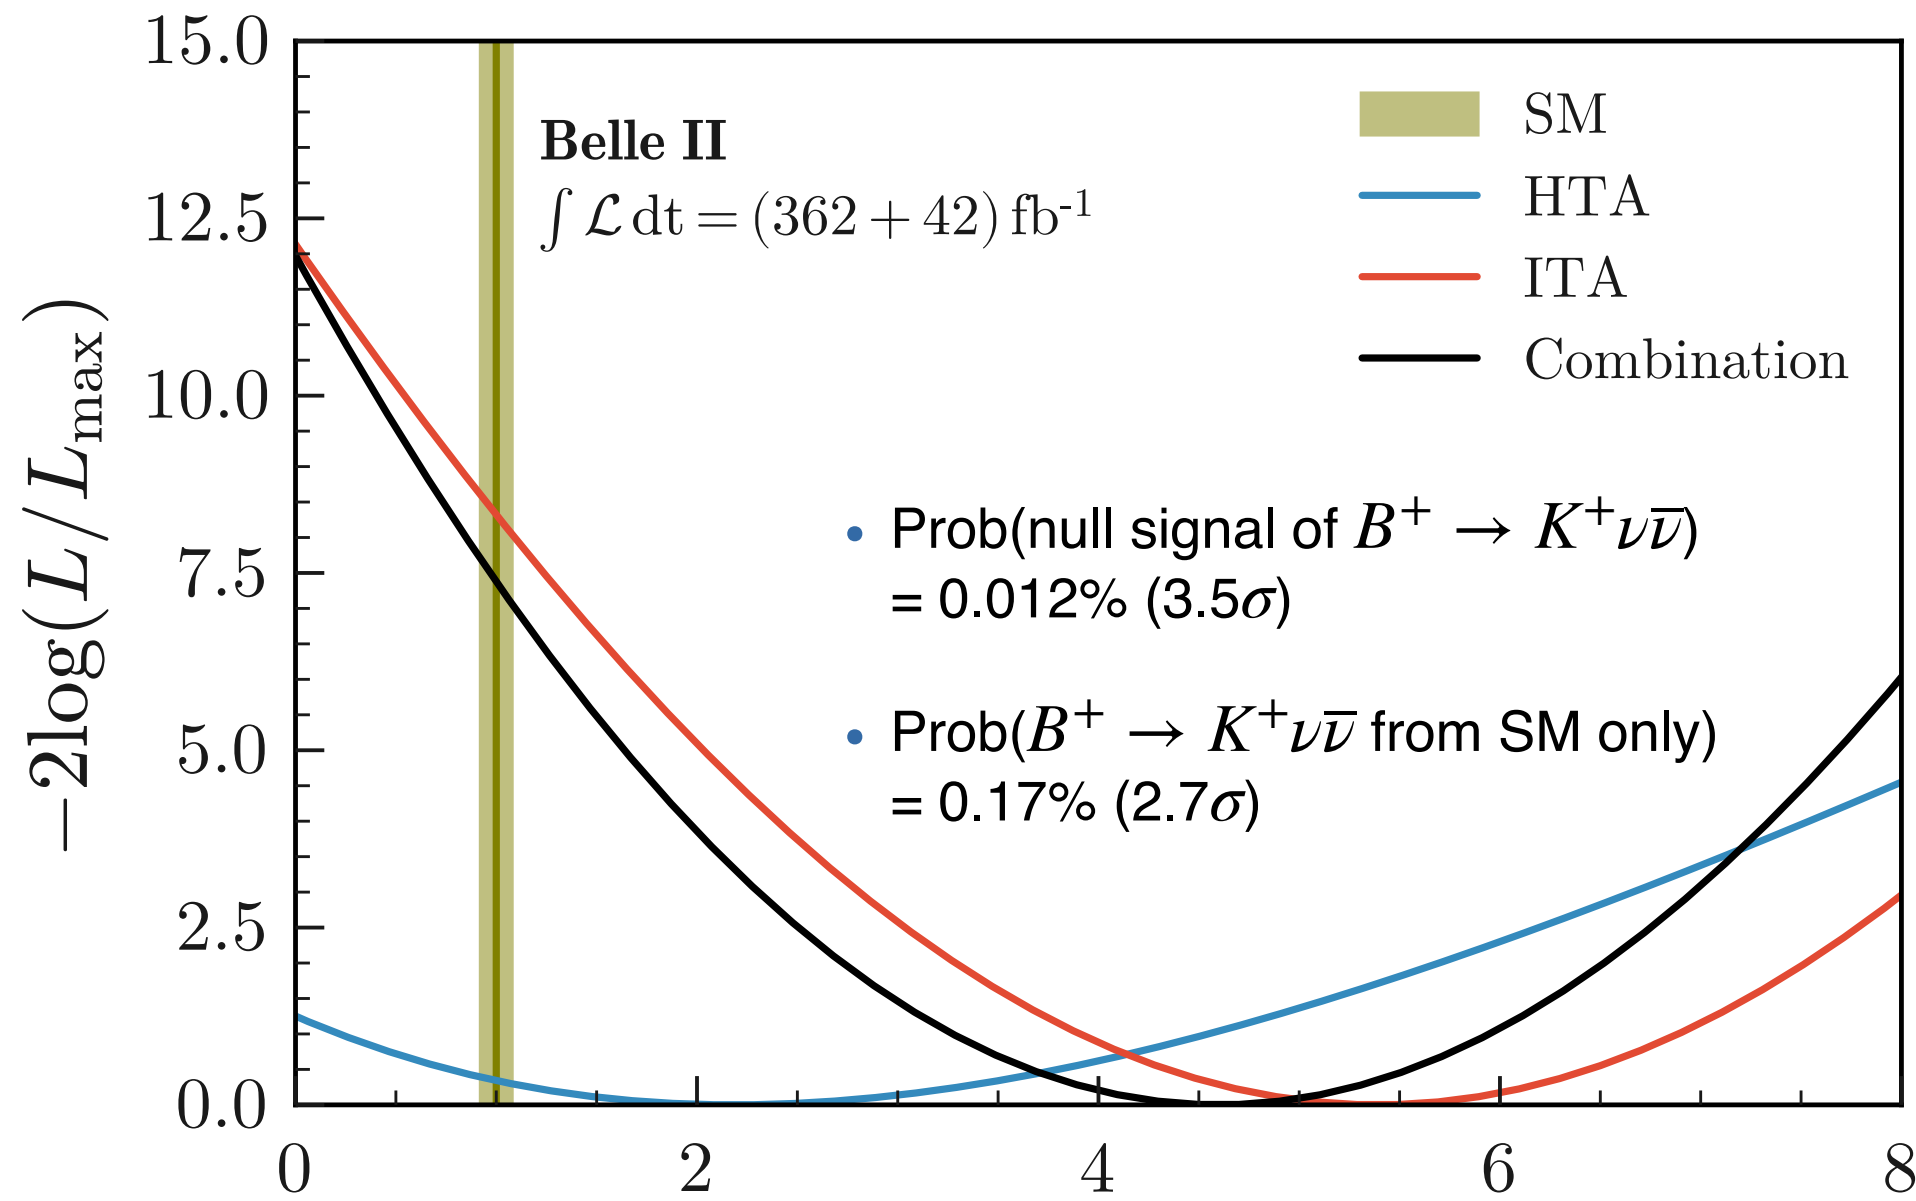 15.0
12.5
10.0
7.5
5.0
2.5
0.0
−2log(L/L_max)
Belle II
∫ ℒ dt = (362 + 42) fb⁻¹
SM
HTA
ITA
Combination
• Prob(null signal of B⁺ → K⁺νν̅)
= 0.012% (3.5σ)
• Prob(B⁺ → K⁺νν̅ from SM only)
= 0.17% (2.7σ)
0 2 4 6 8